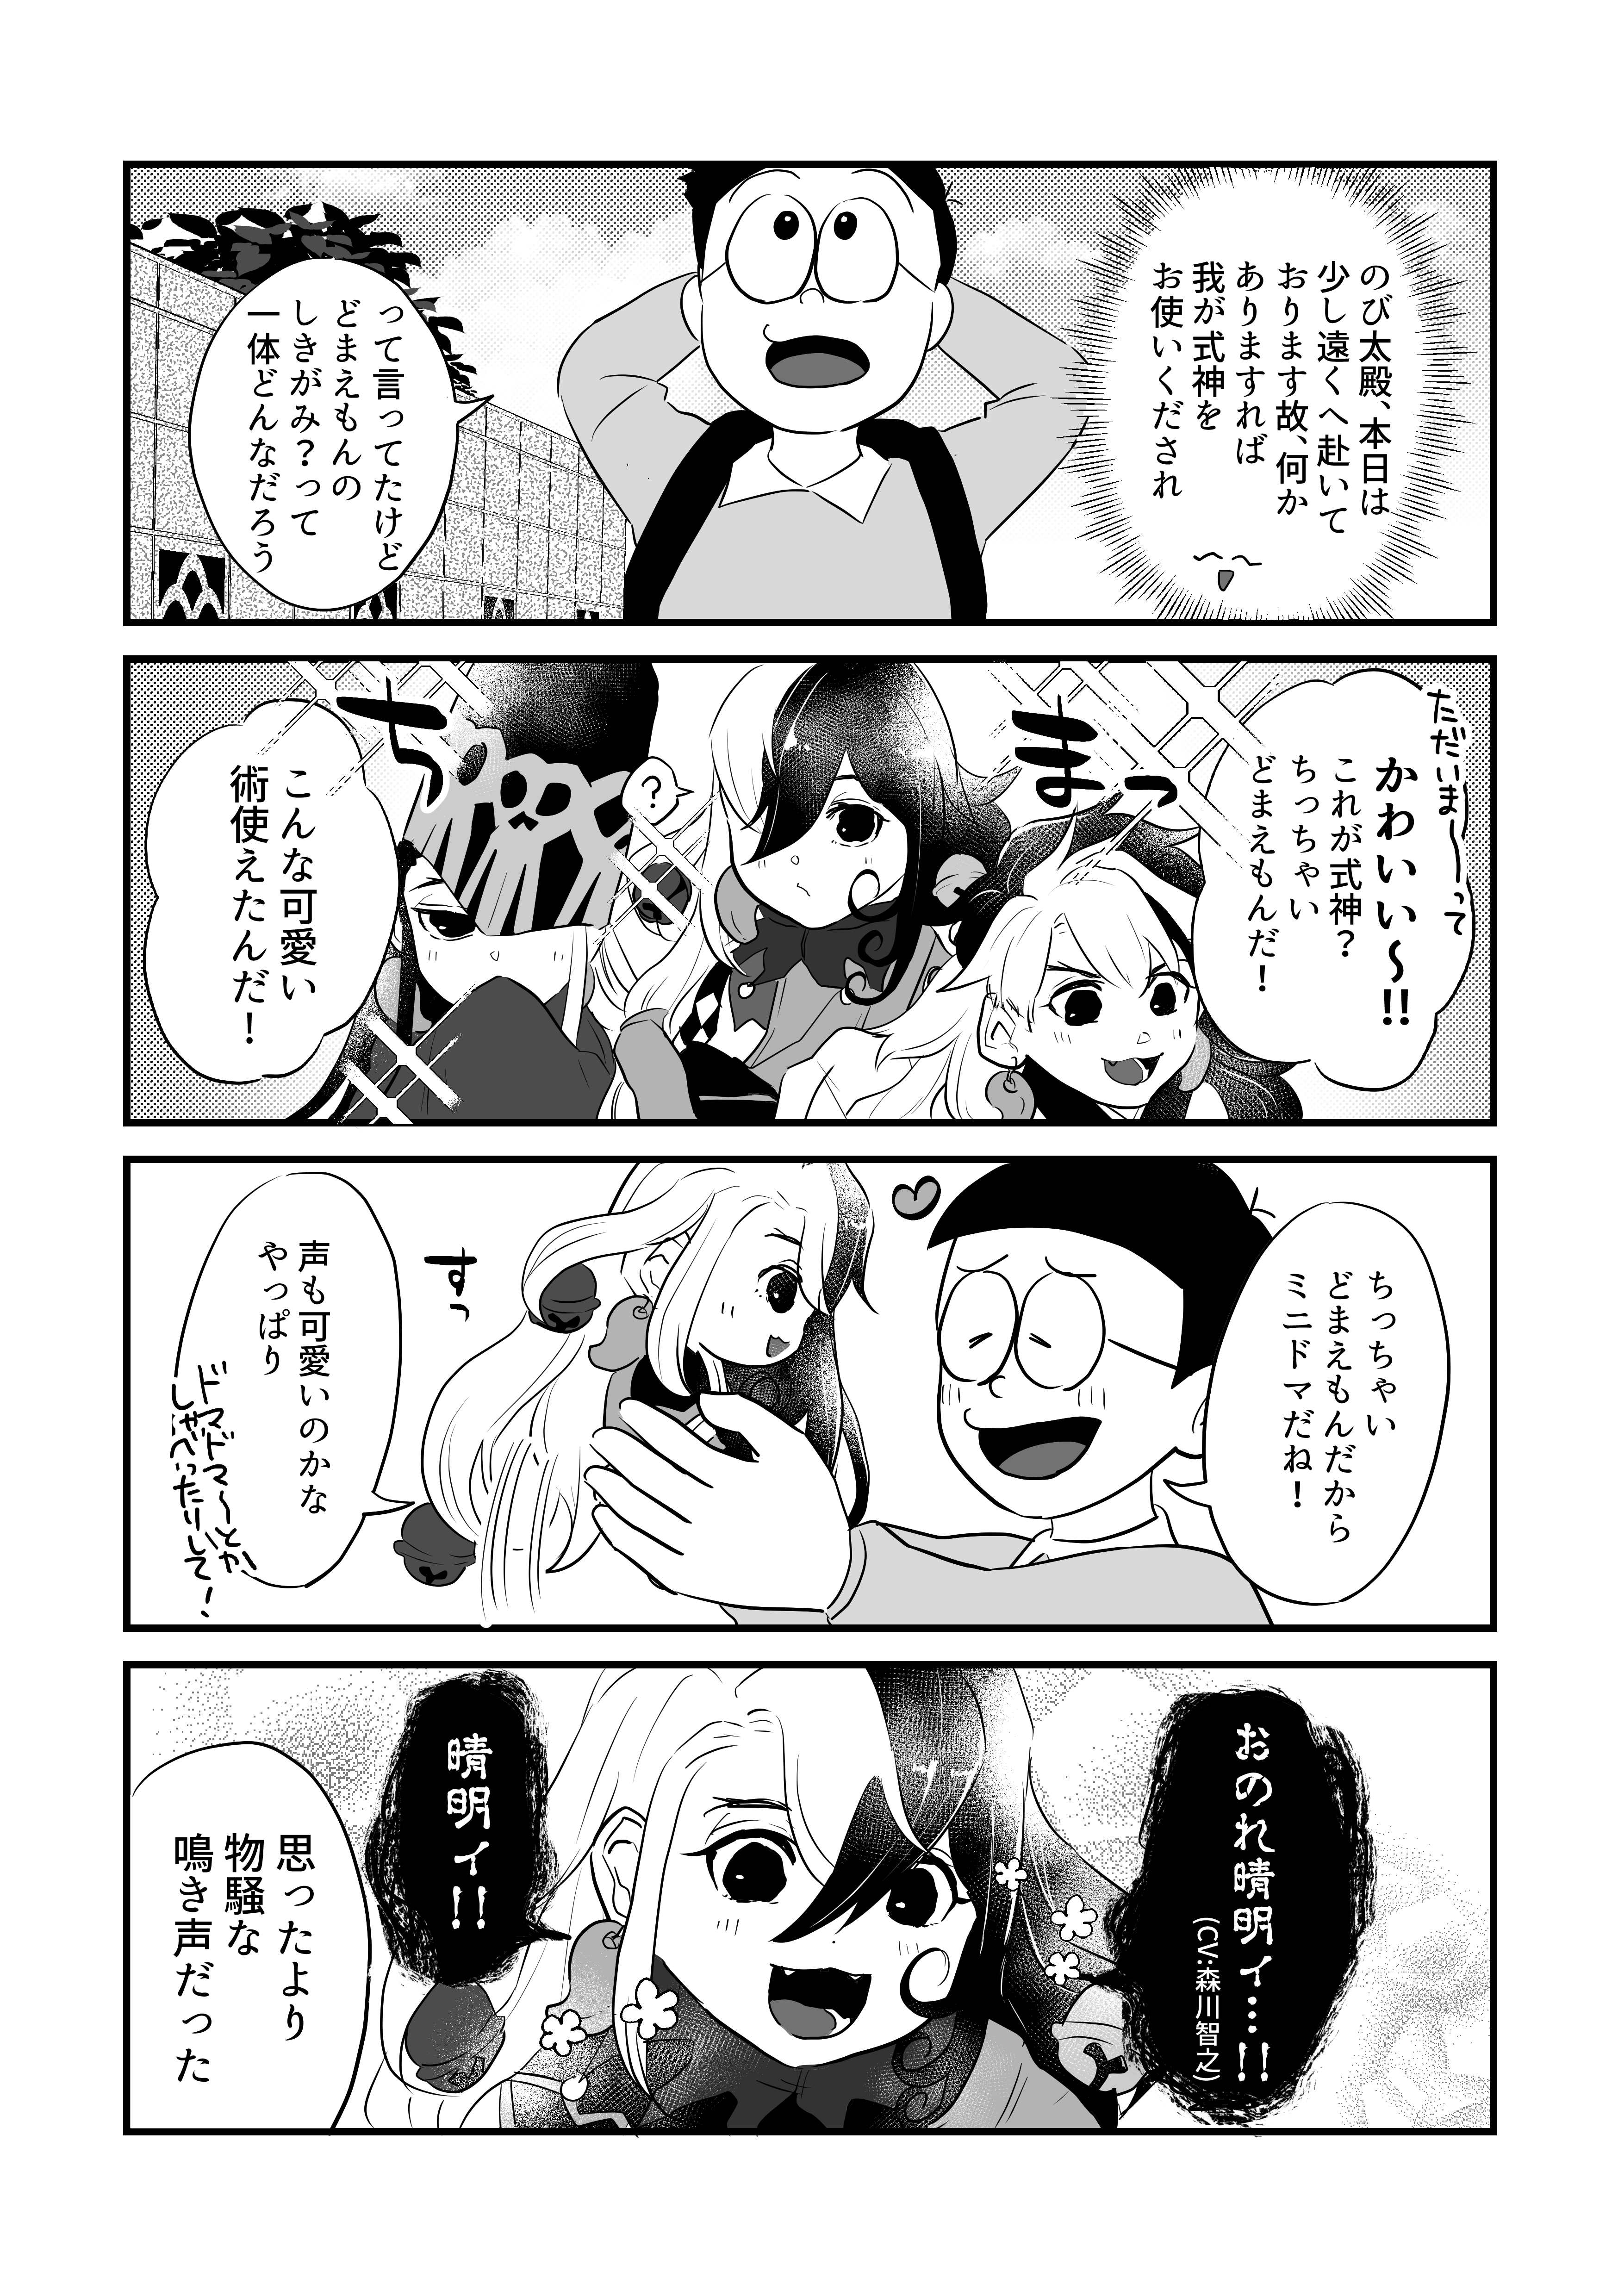 のび太殿、本日は
少し遠くへ赴いて
おります故、何か
ありますれば
我が式神を
お使いくだされ
って言ってたけど
どまえもんの
しきがみ？って
一体どんなだろう
ただいま〜〜って
かわいい〜!!
これが式神？
ちっちゃい
どまえもんだ！
まっ
？
ち
こんな可愛い
術使えたんだ！
ちっちゃい
どまえもんだから
ミニドマだね！
すっ
声も可愛いのかな
やっぱり
ドマドマ〜とか
しゃべったりして！
おのれ晴明ィ…!!
(CV:森川智之)
晴明ィ!!
思ったより
物騒な
鳴き声だった